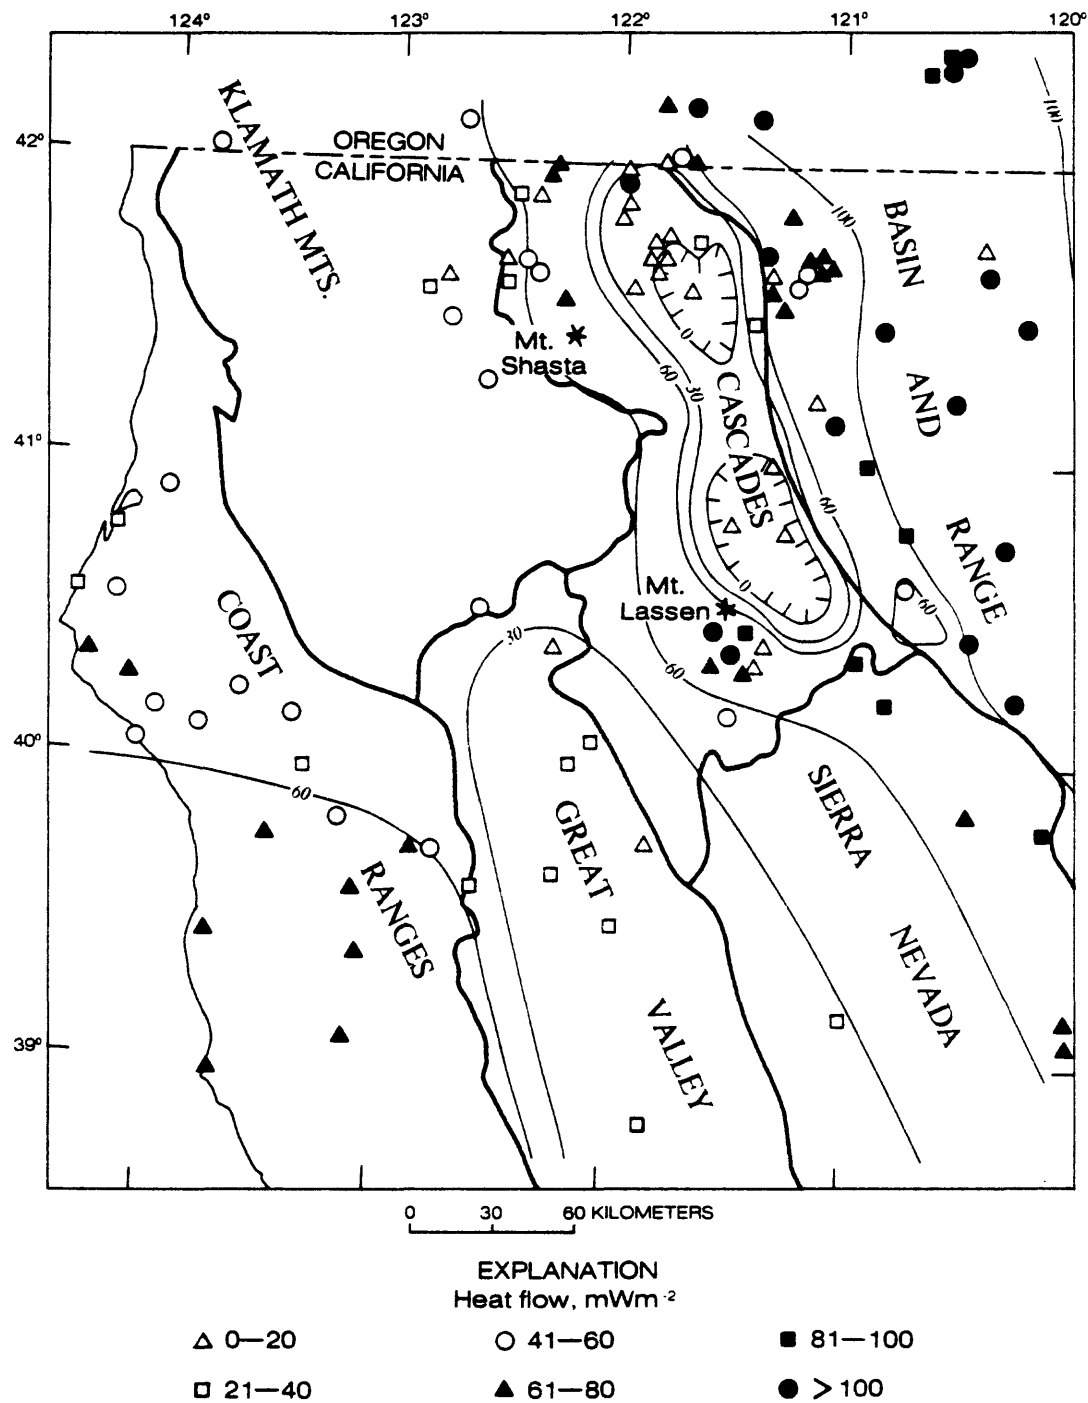 124° 123° 122° 121° 120°
42°
OREGON
CALIFORNIA
KLAMATH MTS.
100
100
BASIN
AND
RANGE
0
Mt.
Shasta
60
30
CASCADES
41°
60
0
Mt.
Lassen
60
COAST
30
60
40°
60
SIERRA
GREAT
RANGES
NEVADA
VALLEY
39°
0 30 60 KILOMETERS
EXPLANATION
Heat flow, mWm-2
0—20 41—60 81—100
21—40 61—80 >100